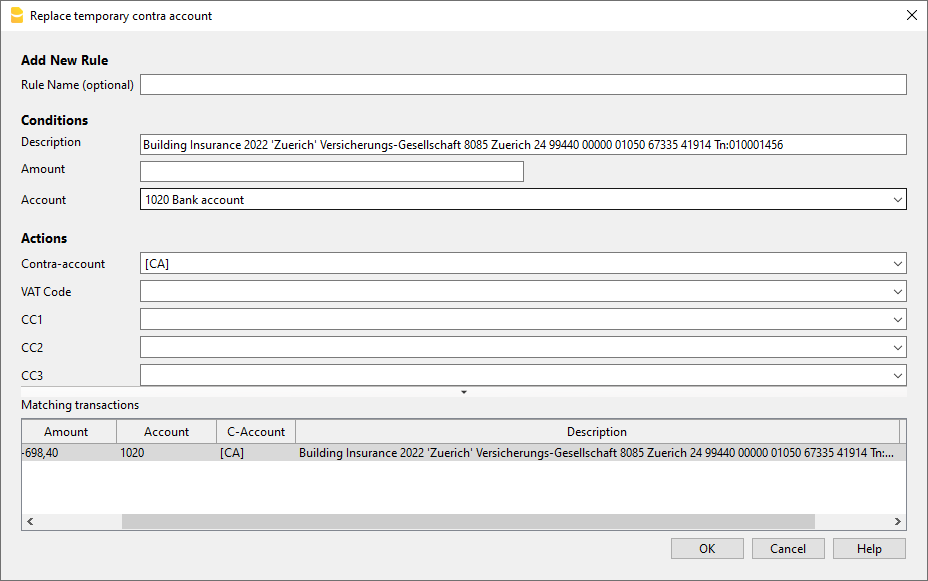 Replace temporary contra account
Add New Rule
Rule Name (optional)
Conditions
Description Building Insurance 2022 'Zuerich' Versicherungs-Gesellschaft 8085 Zuerich 24 99440 00000 01050 67335 41914 Tn:010001456
Amount
Account 1020 Bank account
Actions
Contra-account [CA]
VAT Code
CC1
CC2
CC3
Matching transactions
Amount Account C-Account Description
-698,40 1020 [CA] Building Insurance 2022 'Zuerich' Versicherungs-Gesellschaft 8085 Zuerich 24 99440 00000 01050 67335 41914 Tn:...
OK Cancel Help